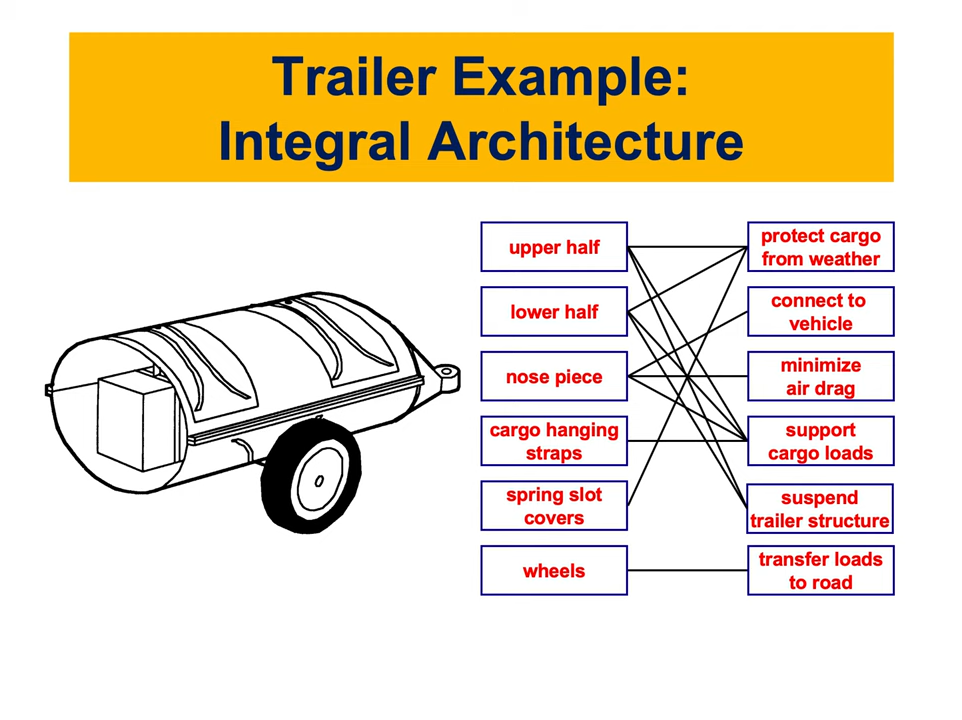 Trailer Example:
Integral Architecture
upper half
lower half
nose piece
cargo hanging
straps
spring slot
covers
wheels
protect cargo
from weather
connect to
vehicle
minimize
air drag
support
cargo loads
suspend
trailer structure
transfer loads
to road